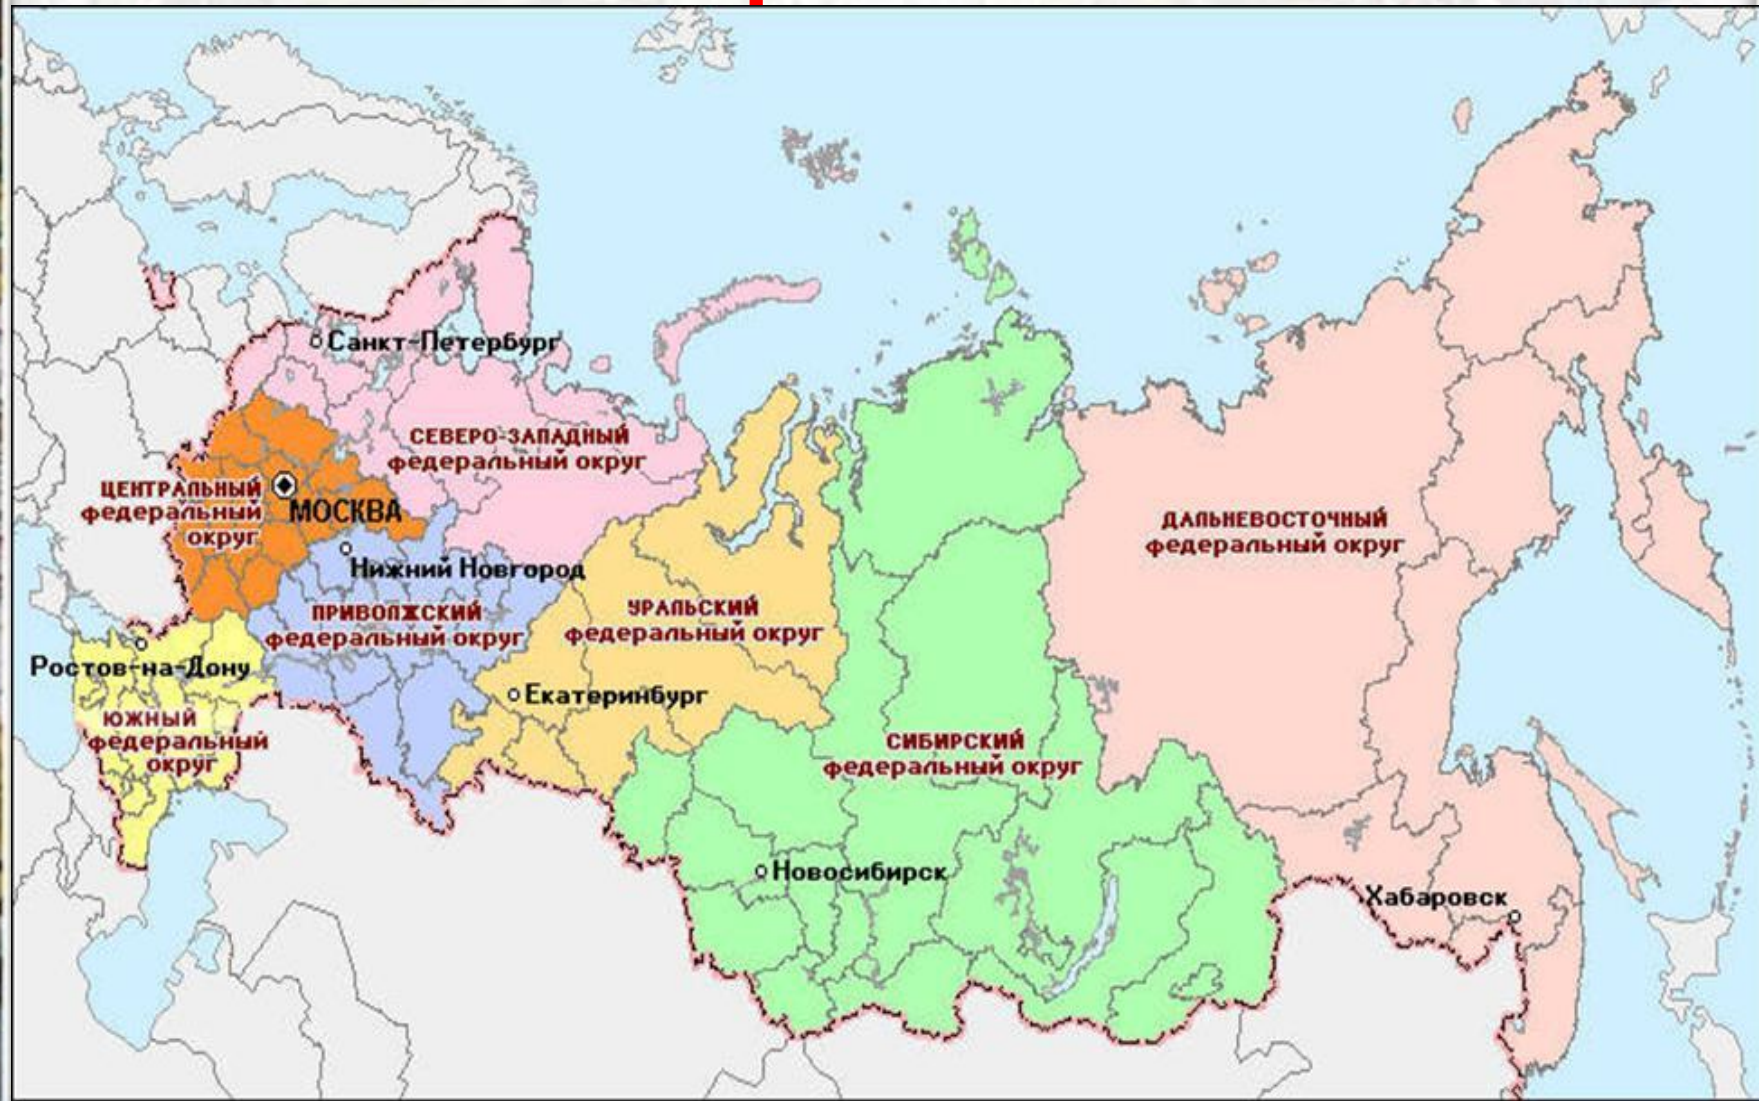 Санкт-Петербург
СЕВЕРО-ЗАПАДНЫЙ
федеральный округ
ЦЕНТРАЛЬНЫЙ
федеральный
округ
МОСКВА
ДАЛЬНЕВОСТОЧНЫЙ
федеральный округ
Нижний Новгород
ПРИВОЛЖСКИЙ
федеральный округ
УРАЛЬСКИЙ
федеральный округ
Ростов-на-Дону
Екатеринбург
ЮЖНЫЙ
федеральный
округ
СИБИРСКИЙ
федеральный округ
Новосибирск
Хабаровск